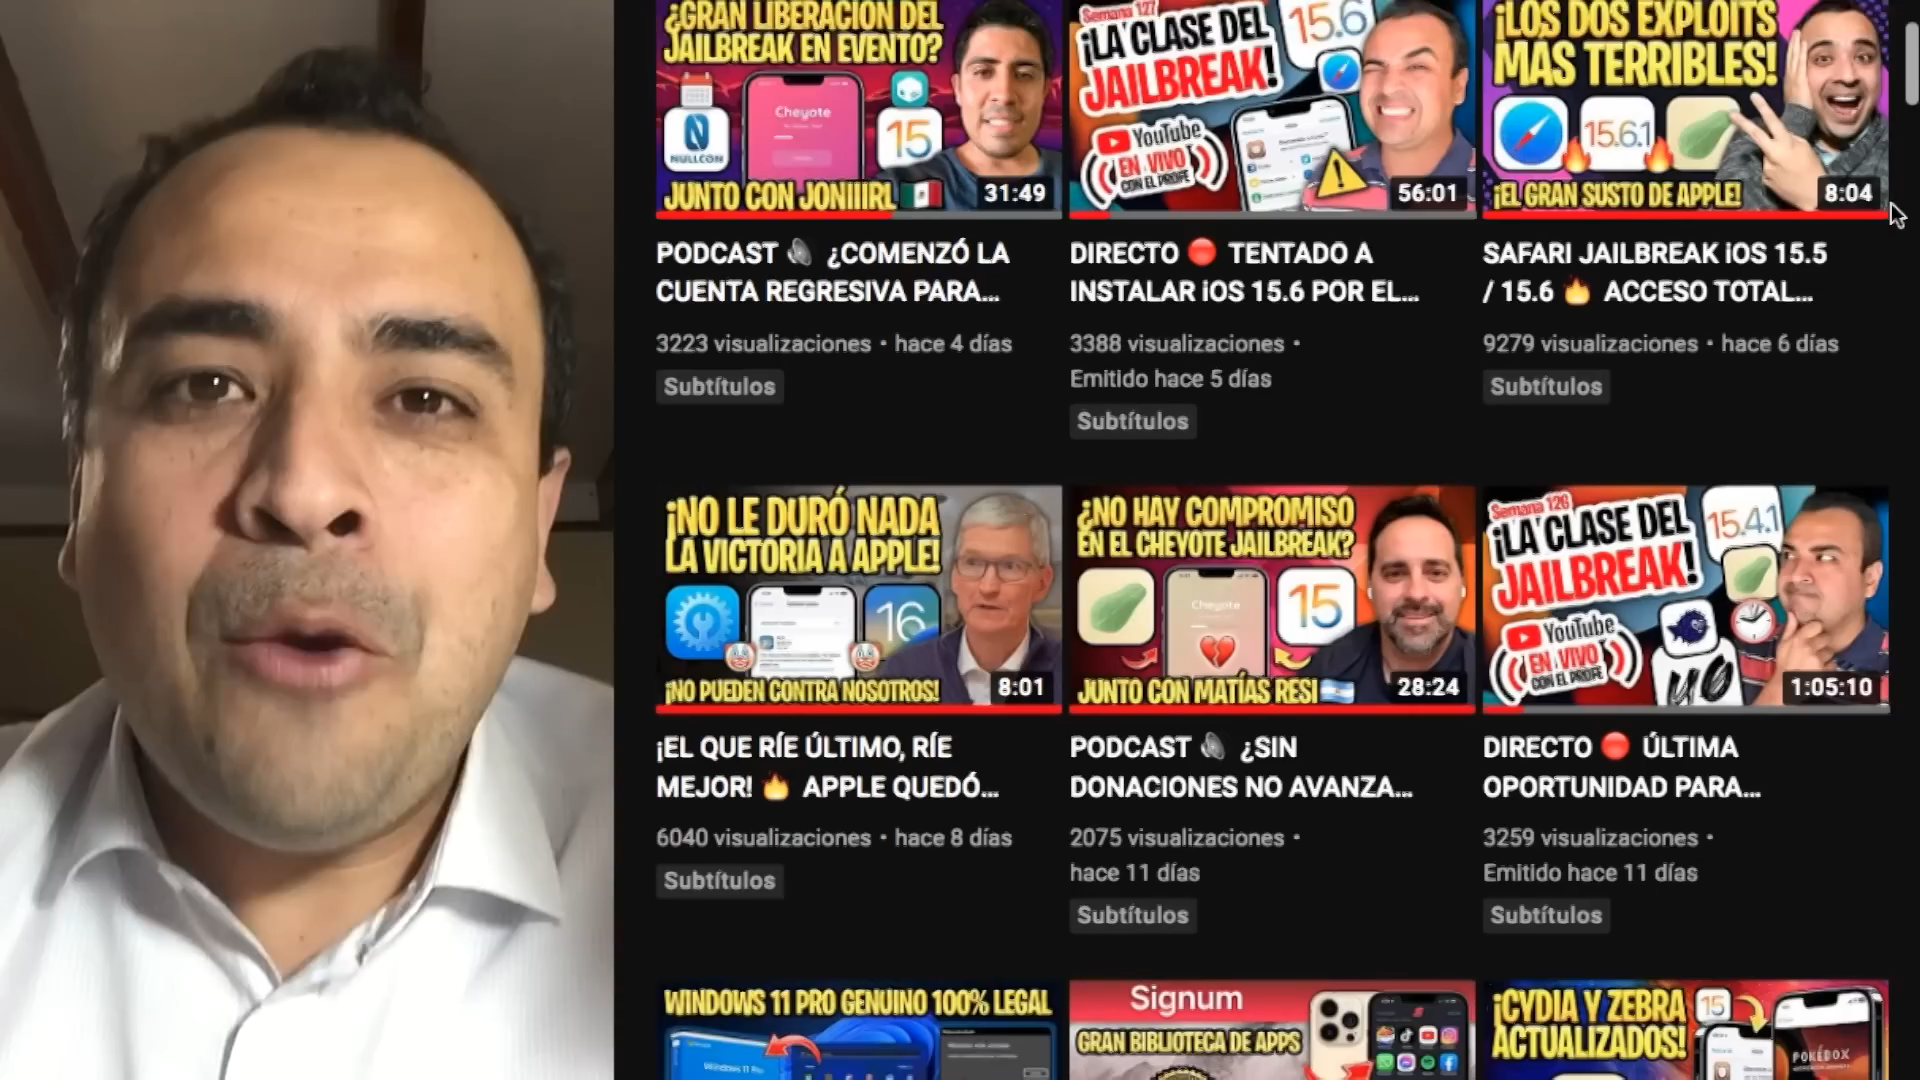 ¿GRAN LIBERACIÓN DEL
JAILBREAK EN EVENTO?
Cheyote
NULLCON
15
JUNTO CON JONIIIRL
31:49
PODCAST ¿COMENZÓ LA
CUENTA REGRESIVA PARA...
3223 visualizaciones • hace 4 días
Subtítulos
Semana 127
¡LA CLASE DEL
JAILBREAK!
15.6
YouTube
EN VIVO
CON EL PROFE
56:01
DIRECTO TENTADO A
INSTALAR iOS 15.6 POR EL...
3388 visualizaciones •
Emitido hace 5 días
Subtítulos
¡LOS DOS EXPLOITS
MAS TERRIBLES!
15.6.1
¡EL GRAN SUSTO DE APPLE!
8:04
SAFARI JAILBREAK iOS 15.5
/ 15.6 ACCESO TOTAL...
9279 visualizaciones • hace 6 días
Subtítulos
¡NO LE DURÓ NADA
LA VICTORIA A APPLE!
16
¡NO PUEDEN CONTRA NOSOTROS!
8:01
¡EL QUE RÍE ÚLTIMO, RÍE
MEJOR! APPLE QUEDÓ...
6040 visualizaciones • hace 8 días
Subtítulos
¿NO HAY COMPROMISO
EN EL CHEYOTE JAILBREAK?
Cheyote
15
JUNTO CON MATÍAS RESI
28:24
PODCAST ¿SIN
DONACIONES NO AVANZA...
2075 visualizaciones •
hace 11 días
Subtítulos
Semana 126
¡LA CLASE DEL
JAILBREAK!
15.4.1
YouTube
EN VIVO
CON EL PROFE
yo
1:05:10
DIRECTO ÚLTIMA
OPORTUNIDAD PARA...
3259 visualizaciones •
Emitido hace 11 días
Subtítulos
WINDOWS 11 PRO GENUINO 100% LEGAL
Windows 11 Pro
Signum
GRAN BIBLIOTECA DE APPS
¡CYDIA Y ZEBRA
ACTUALIZADOS!
15
POKÉDOX